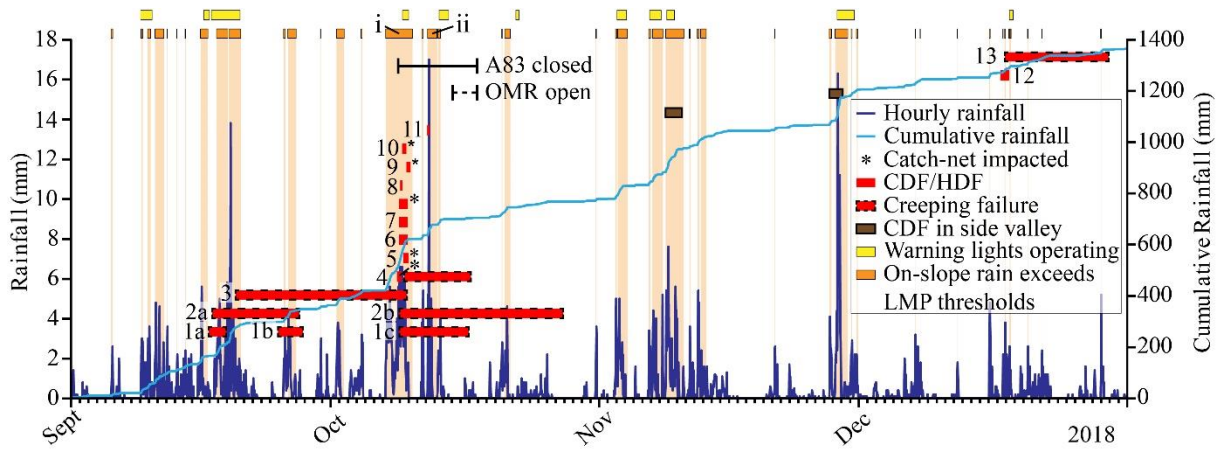 i ii
18 1400
16 1200
14 1000
12 800
10 600
8 400
6 200
4 0
2
0
Rainfall (mm)
Cumulative Rainfall (mm)
A83 closed
OMR open
13
12
11
10 *
9 *
8
*
7
6
5 *
4 *
3
2a 2b
1a 1b 1c
Hourly rainfall
Cumulative rainfall
* Catch-net impacted
CDF/HDF
Creeping failure
CDF in side valley
Warning lights operating
On-slope rain exceeds
LMP thresholds
Sept Oct Nov Dec 2018